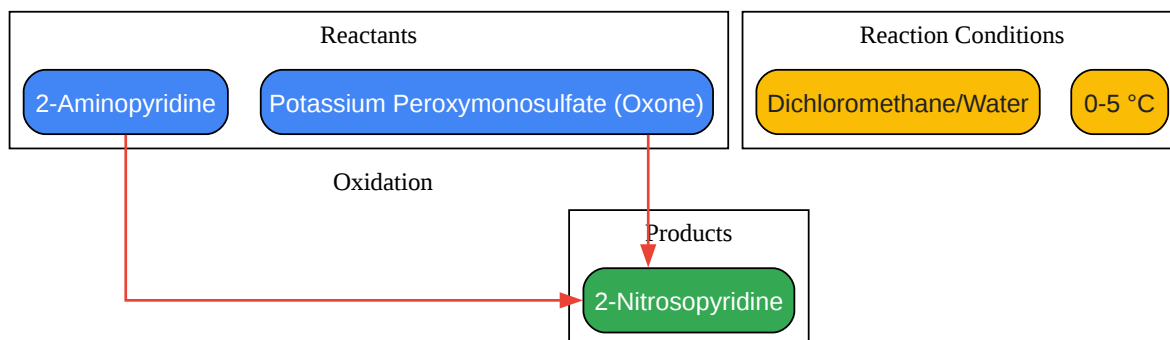 Reactants
Reaction Conditions
2-Aminopyridine
Potassium Peroxymonosulfate (Oxone)
Dichloromethane/Water
0-5 °C
Oxidation
Products
2-Nitrosopyridine